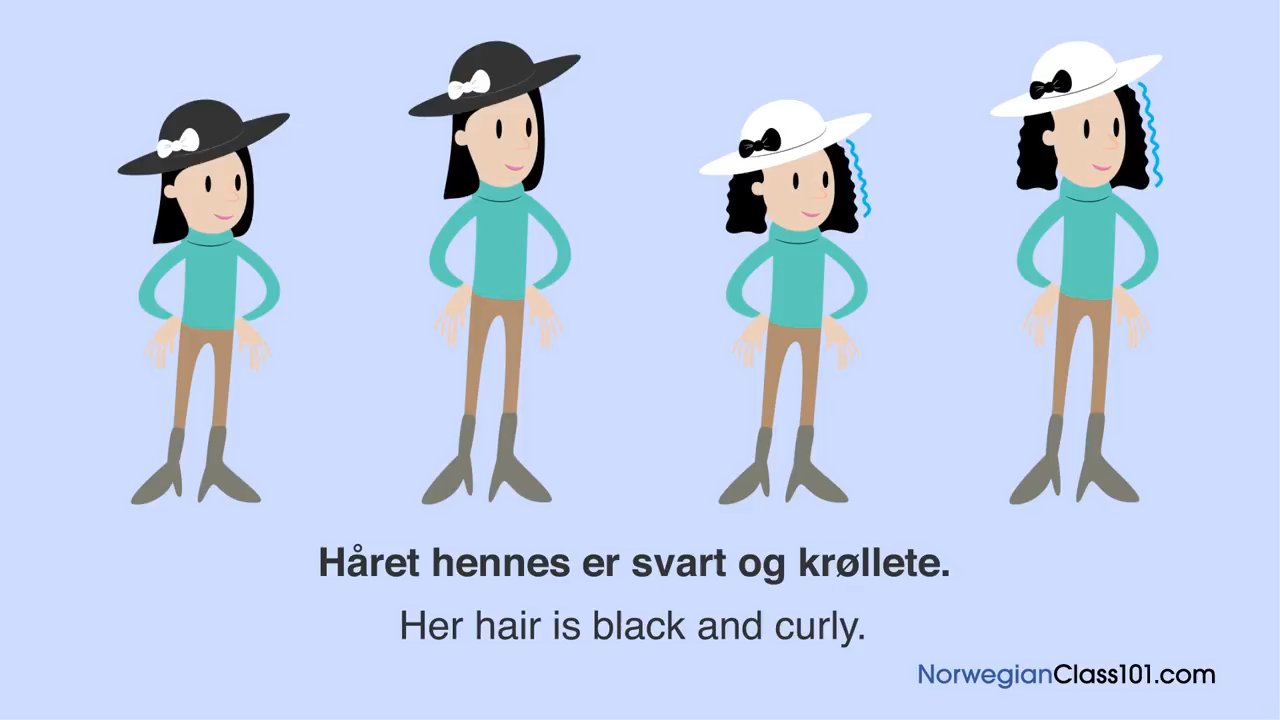 Håret hennes er svart og krøllete.
Her hair is black and curly.
NorwegianClass101.com